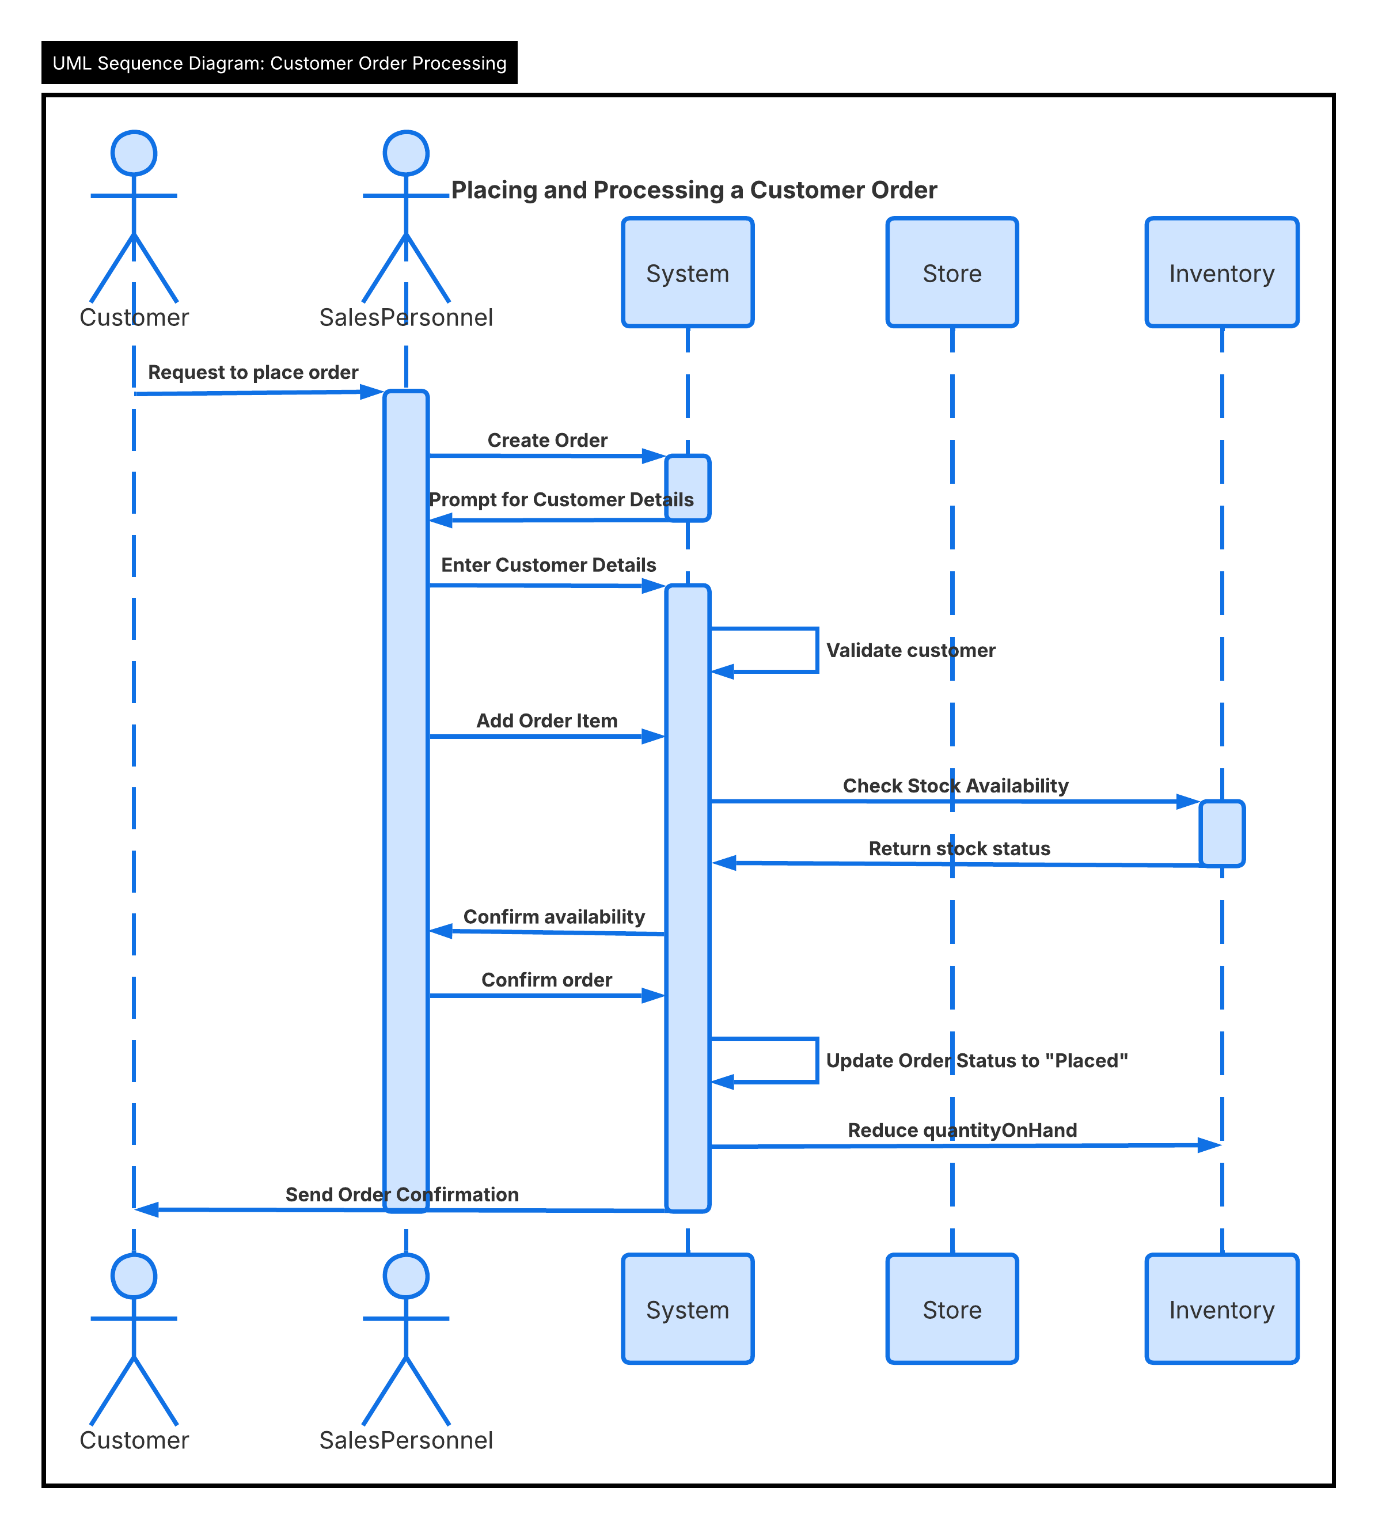 UML Sequence Diagram: Customer Order Processing
Placing and Processing a Customer Order
Customer
SalesPersonnel
System
Store
Inventory
Request to place order
Create Order
Prompt for Customer Details
Enter Customer Details
Validate customer
Add Order Item
Check Stock Availability
Return stock status
Confirm availability
Confirm order
Update Order Status to "Placed"
Reduce quantityOnHand
Send Order Confirmation
System
Store
Inventory
Customer
SalesPersonnel